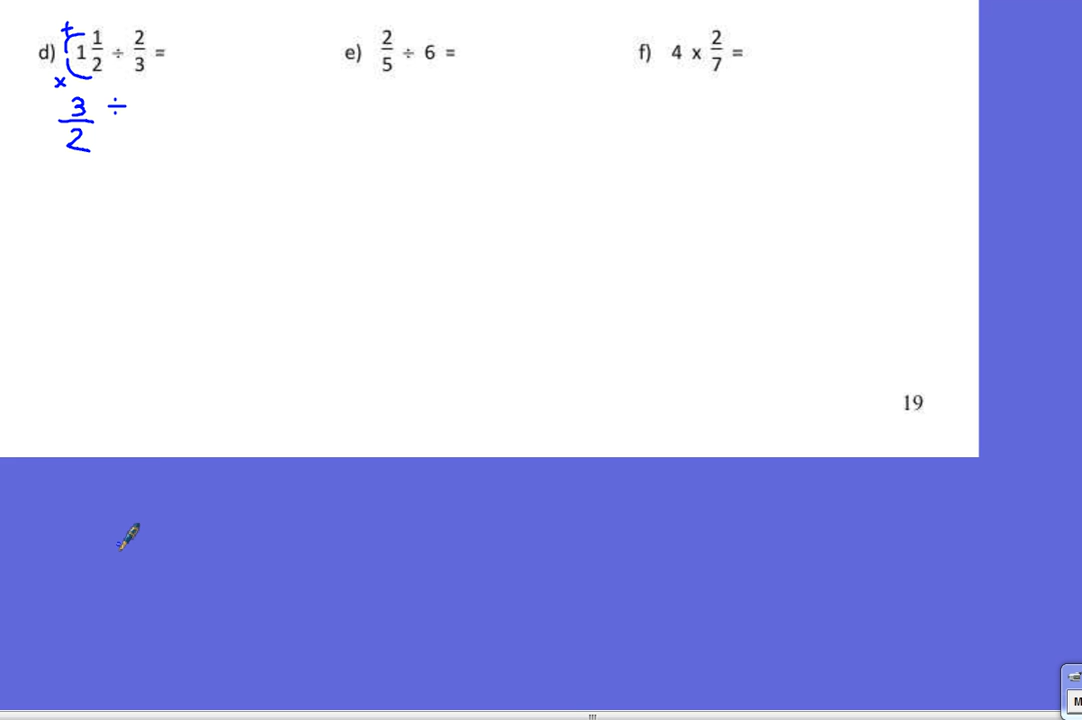 d) 1 1/2 ÷ 2/3 = e) 2/5 ÷ 6 = f) 4 x 2/7 =
+
x
3/2 ÷
19
M